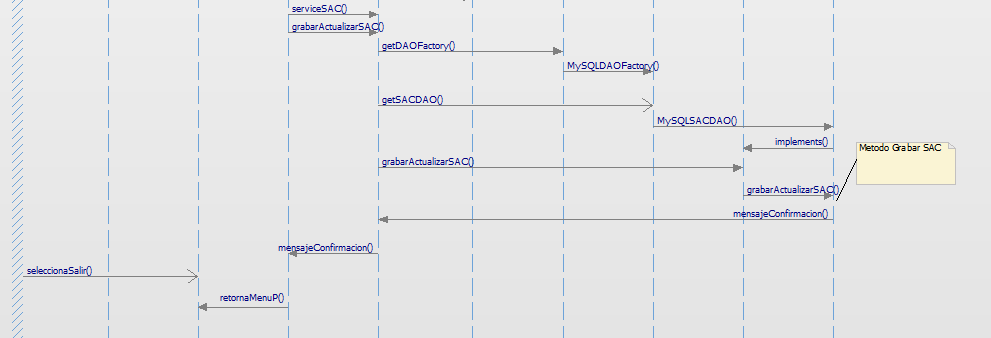 serviceSAC()
grabarActualizarSAC()
getDAOFactory()
MySQLDAOFactory()
getSACDAO()
MySQLSACDAO()
implements()
Metodo Grabar SAC
grabarActualizarSAC()
grabarActualizarSAC()
mensajeConfirmacion()
mensajeConfirmacion()
seleccionaSalir()
retornaMenuP()